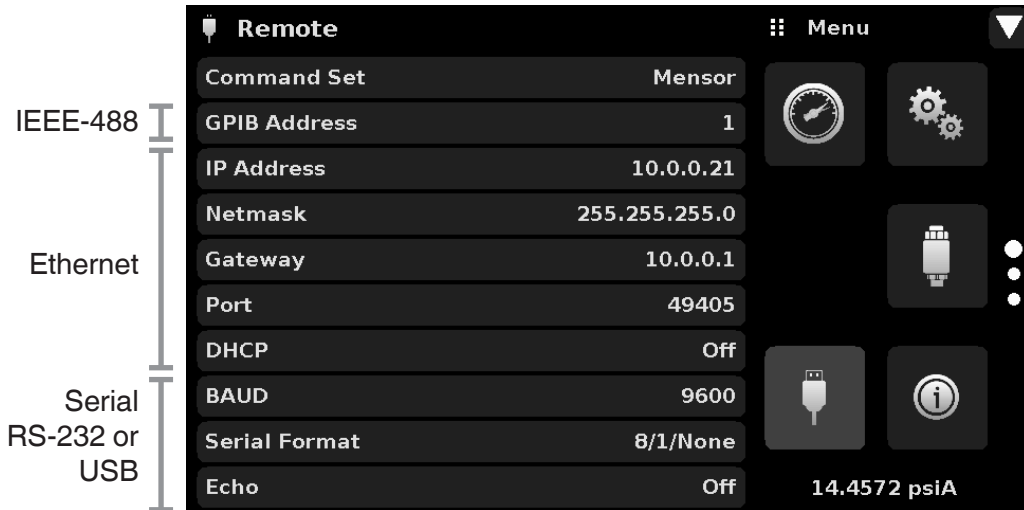 Remote
Menu
Command Set Mensor
IEEE-488
GPIB Address 1
IP Address 10.0.0.21
Netmask 255.255.255.0
Ethernet
Gateway 10.0.0.1
Port 49405
DHCP Off
Serial
RS-232 or
USB
BAUD 9600
Serial Format 8/1/None
Echo Off
14.4572 psiA